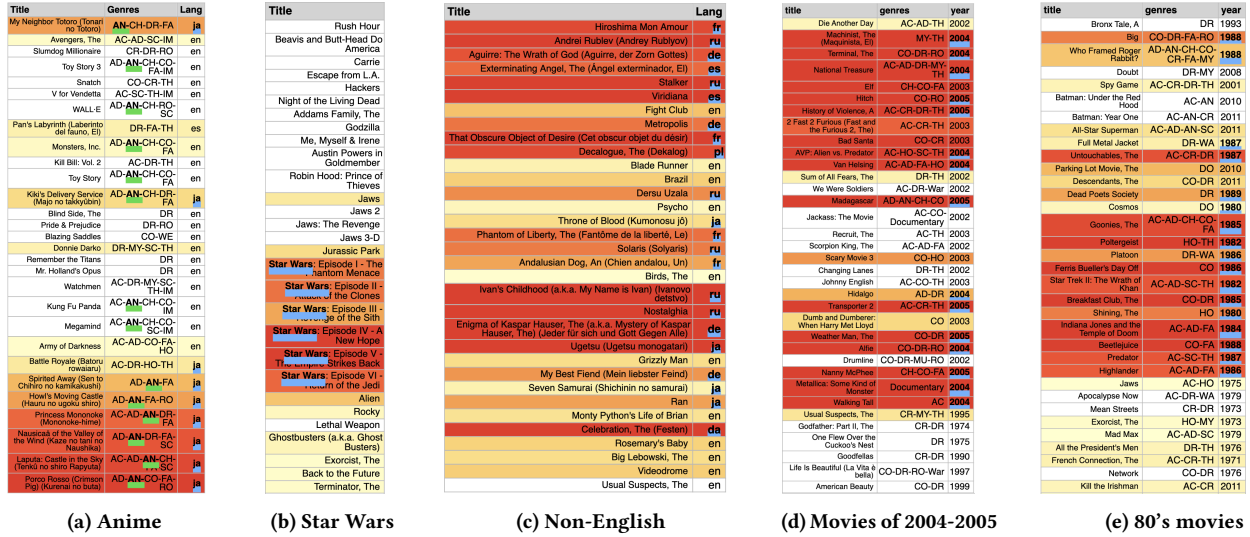 Title Genres Lang
My Neighbor Totoro (Tonari no Totoro) AN-CH-DR-FA ja
Avengers, The AC-AD-SC-IM en
Slumdog Millionaire CR-DR-RO en
Toy Story 3 AD-AN-CH-CO-FA-IM en
Snatch CO-CR-TH en
V for Vendetta AC-SC-TH-IM en
WALL·E AD-AN-CH-RO-SC en
Pan's Labyrinth (Laberinto del fauno, El) DR-FA-TH es
Monsters, Inc. AD-AN-CH-CO-FA en
Kill Bill: Vol. 2 AC-DR-TH en
Toy Story AD-AN-CH-CO-FA en
Kiki's Delivery Service (Majo no takkyûbin) AD-AN-CH-DR-FA ja
Blind Side, The DR en
Pride & Prejudice DR-RO en
Blazing Saddles CO-WE en
Donnie Darko DR-MY-SC-TH en
Remember the Titans DR en
Mr. Holland's Opus DR en
Watchmen AC-DR-MY-SC-TH-IM en
Kung Fu Panda AC-AN-CH-CO-IM en
Megamind AC-AN-CH-CO-SC-IM en
Army of Darkness AC-AD-CO-FA-HO en
Battle Royale (Batoru rowaiaru) AC-DR-HO-TH ja
Spirited Away (Sen to Chihiro no kamikakushi) AD-AN-FA ja
Howl's Moving Castle (Hauru no ugoku shiro) AD-AN-FA-RO ja
Princess Mononoke (Mononoke-hime) AC-AD-AN-DR-FA ja
Nausicaä of the Valley of the Wind (Kaze no tani no Naushika) AD-AN-DR-FA-SC ja
Laputa: Castle in the Sky (Tenkû no shiro Rapyuta) AC-AD-AN-CH-FA-SC ja
Porco Rosso (Crimson Pig) (Kurenai no buta) AD-AN-CO-FA-RO ja
(a) Anime
Title
Rush Hour
Beavis and Butt-Head Do America
Carrie
Escape from L.A.
Hackers
Night of the Living Dead
Addams Family, The
Godzilla
Me, Myself & Irene
Austin Powers in Goldmember
Robin Hood: Prince of Thieves
Jaws
Jaws 2
Jaws: The Revenge
Jaws 3-D
Jurassic Park
Star Wars: Episode I - The Phantom Menace
Star Wars: Episode II - Attack of the Clones
Star Wars: Episode III - Revenge of the Sith
Star Wars: Episode IV - A New Hope
Star Wars: Episode V - The Empire Strikes Back
Star Wars: Episode VI - Return of the Jedi
Alien
Rocky
Lethal Weapon
Ghostbusters (a.k.a. Ghost Busters)
Exorcist, The
Back to the Future
Terminator, The
(b) Star Wars
Title Lang
Hiroshima Mon Amour fr
Andrei Rublev (Andrey Rublyov) ru
Aguirre: The Wrath of God (Aguirre, der Zorn Gottes) de
Exterminating Angel, The (Ángel exterminador, El) es
Stalker ru
Viridiana es
Fight Club en
Metropolis de
That Obscure Object of Desire (Cet obscur objet du désir) fr
Decalogue, The (Dekalog) pl
Blade Runner en
Brazil en
Dersu Uzala ru
Psycho en
Throne of Blood (Kumonosu jô) ja
Phantom of Liberty, The (Fantôme de la liberté, Le) fr
Solaris (Solyaris) ru
Andalusian Dog, An (Chien andalou, Un) fr
Birds, The en
Ivan's Childhood (a.k.a. My Name is Ivan) (Ivanovo detstvo) ru
Nostalghia ru
Enigma of Kaspar Hauser, The (a.k.a. Mystery of Kaspar Hauser, The) (Jeder für sich und Gott Gegen Alle) de
Ugetsu (Ugetsu monogatari) ja
Grizzly Man en
My Best Fiend (Mein liebster Feind) de
Seven Samurai (Shichinin no samurai) ja
Ran ja
Monty Python's Life of Brian en
Celebration, The (Festen) da
Rosemary's Baby en
Big Lebowski, The en
Videodrome en
Usual Suspects, The en
(c) Non-English
Title genres year
Die Another Day AC-AD-TH 2002
Machinist, The (Maquinista, El) MY-TH 2004
Terminal, The CO-DR-RO 2004
National Treasure AC-AD-DR-MY-TH 2004
Elf CH-CO-FA 2003
Hitch CO-RO 2005
History of Violence, A AC-CR-DR-TH 2005
2 Fast 2 Furious (Fast and the Furious 2, The) AC-CR-TH 2003
Bad Santa CO-CR 2003
AVP: Alien vs. Predator AC-HO-SC-TH 2004
Van Helsing AC-AD-FA-HO 2004
Sum of All Fears, The DR-TH 2002
We Were Soldiers AC-DR-War 2002
Madagascar AD-AN-CH-CO 2005
Jackass: The Movie AC-CO-Documentary 2002
Recruit, The AC-TH 2003
Scorpion King, The AC-AD-FA 2002
Scary Movie 3 CO-HO 2003
Changing Lanes DR-TH 2002
Johnny English AC-CO-TH 2003
Hidalgo AD-DR 2004
Transporter 2 AC-CR-TH 2005
Dumb and Dumberer: When Harry Met Lloyd CO 2003
Weather Man, The CO-DR 2005
Alfie CO-DR-RO 2004
Drumline CO-DR-MU-RO 2002
Nanny McPhee CH-CO-FA 2005
Metallica: Some Kind of Monster Documentary 2004
Walking Tall AC 2004
Usual Suspects, The CR-MY-TH 1995
Godfather: Part II, The CR-DR 1974
One Flew Over the Cuckoo's Nest DR 1975
Goodfellas CR-DR 1990
Life Is Beautiful (La Vita è bella) CO-DR-RO-War 1997
American Beauty CO-DR 1999
(d) Movies of 2004-2005
Title genres year
Bronx Tale, A DR 1993
Big CO-DR-FA-RO 1988
Who Framed Roger Rabbit? AD-AN-CH-CO-CR-FA-MY 1988
Doubt DR-MY 2008
Spy Game AC-CR-DR-TH 2001
Batman: Under the Red Hood AC-AN 2010
Batman: Year One AC-AN-CR 2011
All-Star Superman AC-AD-AN-SC 2011
Full Metal Jacket DR-WA 1987
Untouchables, The AC-CR-DR 1987
Parking Lot Movie, The DO 2010
Descendants, The CO-DR 2011
Dead Poets Society DR 1989
Cosmos DO 1980
Goonies, The AC-AD-CH-CO-FA 1985
Poltergeist HO-TH 1982
Platoon DR-WA 1986
Ferris Bueller's Day Off CO 1986
Star Trek II: The Wrath of Khan AC-AD-SC-TH 1982
Breakfast Club, The CO-DR 1985
Shining, The HO 1980
Indiana Jones and the Temple of Doom AC-AD-FA 1984
Beetlejuice CO-FA 1988
Predator AC-SC-TH 1987
Highlander AC-AD-FA 1986
Jaws AC-HO 1975
Apocalypse Now AC-DR-WA 1979
Mean Streets CR-DR 1973
Exorcist, The HO-MY 1973
Mad Max AC-AD-SC 1979
All the President's Men DR-TH 1976
French Connection, The AC-CR-TH 1971
Network CO-DR 1976
Kill the Irishman AC-CR 2011
(e) 80's movies